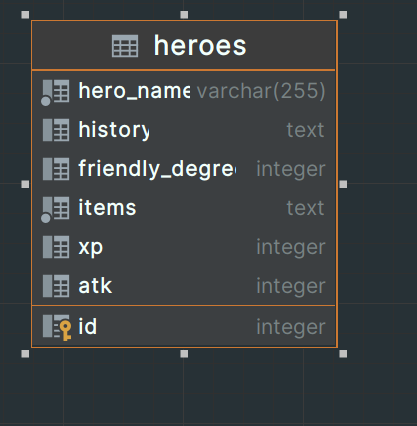 heroes
hero_name varchar(255)
history text
friendly_degre integer
items text
xp integer
atk integer
id integer